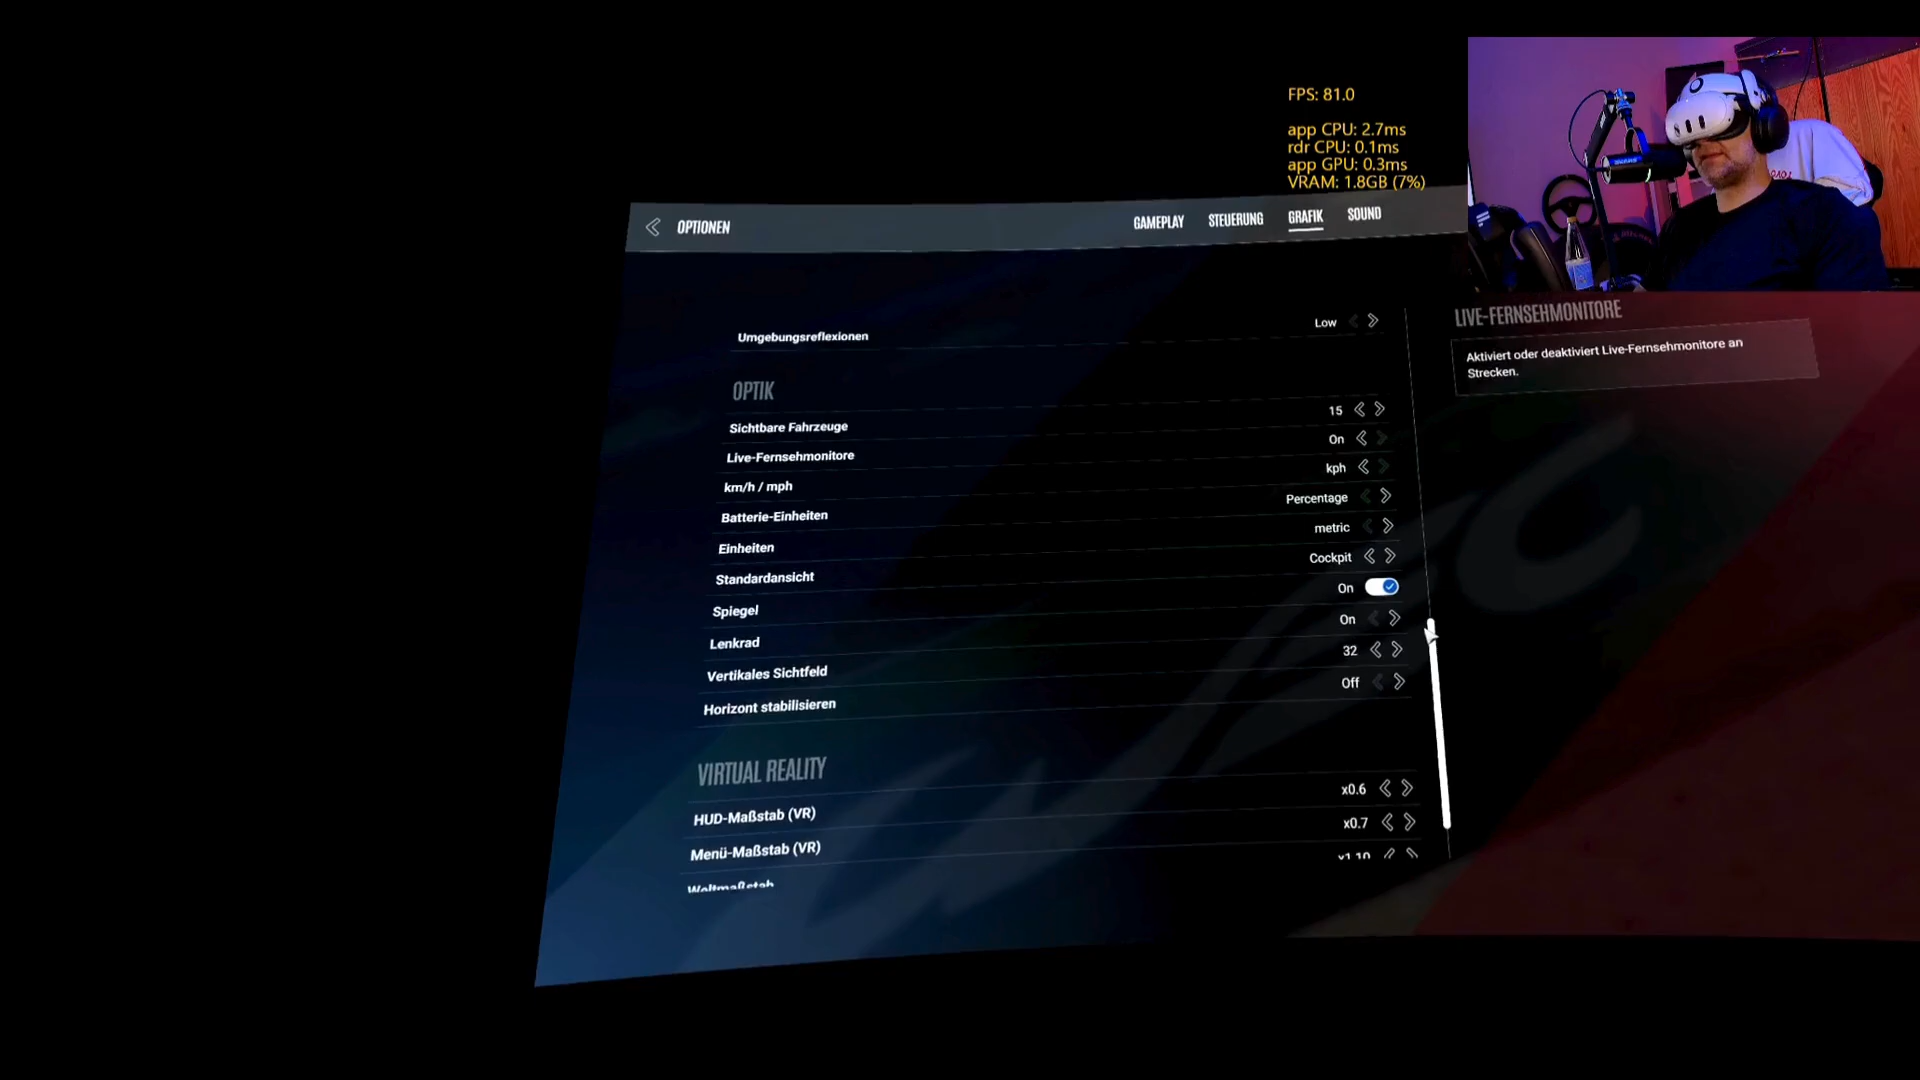 FPS: 81.0
app CPU: 2.7ms
rdr CPU: 0.1ms
app GPU: 0.3ms
VRAM: 1.8GB (7%)
OPTIONEN
GAMEPLAY STEUERUNG GRAFIK SOUND
Umgebungsreflexionen Low
OPTIK
Sichtbare Fahrzeuge 15
Live-Fernsehmonitore On
km/h / mph kph
Batterie-Einheiten Percentage
Einheiten metric
Standardansicht Cockpit
Spiegel On
Lenkrad On
Vertikales Sichtfeld 32
Horizont stabilisieren Off
VIRTUAL REALITY
HUD-Maßstab (VR) x0.6
Menü-Maßstab (VR) x0.7
Weltmaßstab x1.10
LIVE-FERNSEHMONITORE
Aktiviert oder deaktiviert Live-Fernsehmonitore an
Strecken.